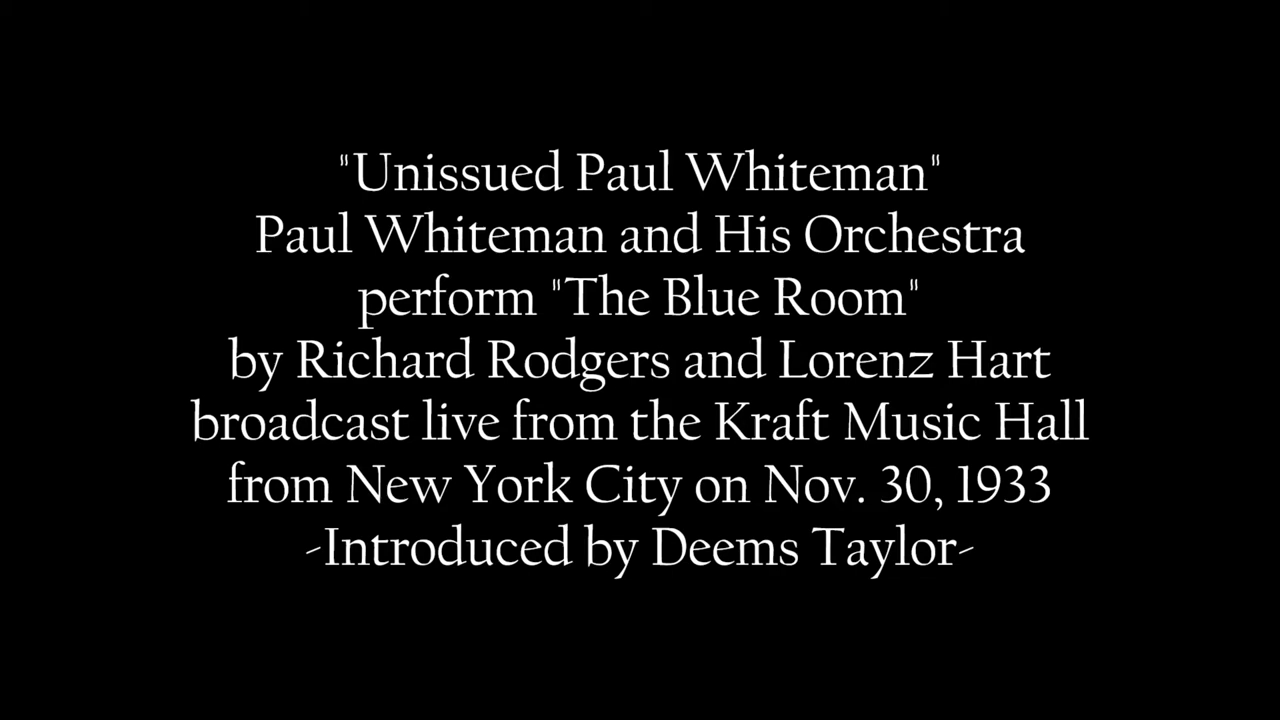 "Unissued Paul Whiteman"
Paul Whiteman and His Orchestra
perform "The Blue Room"
by Richard Rodgers and Lorenz Hart
broadcast live from the Kraft Music Hall
from New York City on Nov. 30, 1933
-Introduced by Deems Taylor-